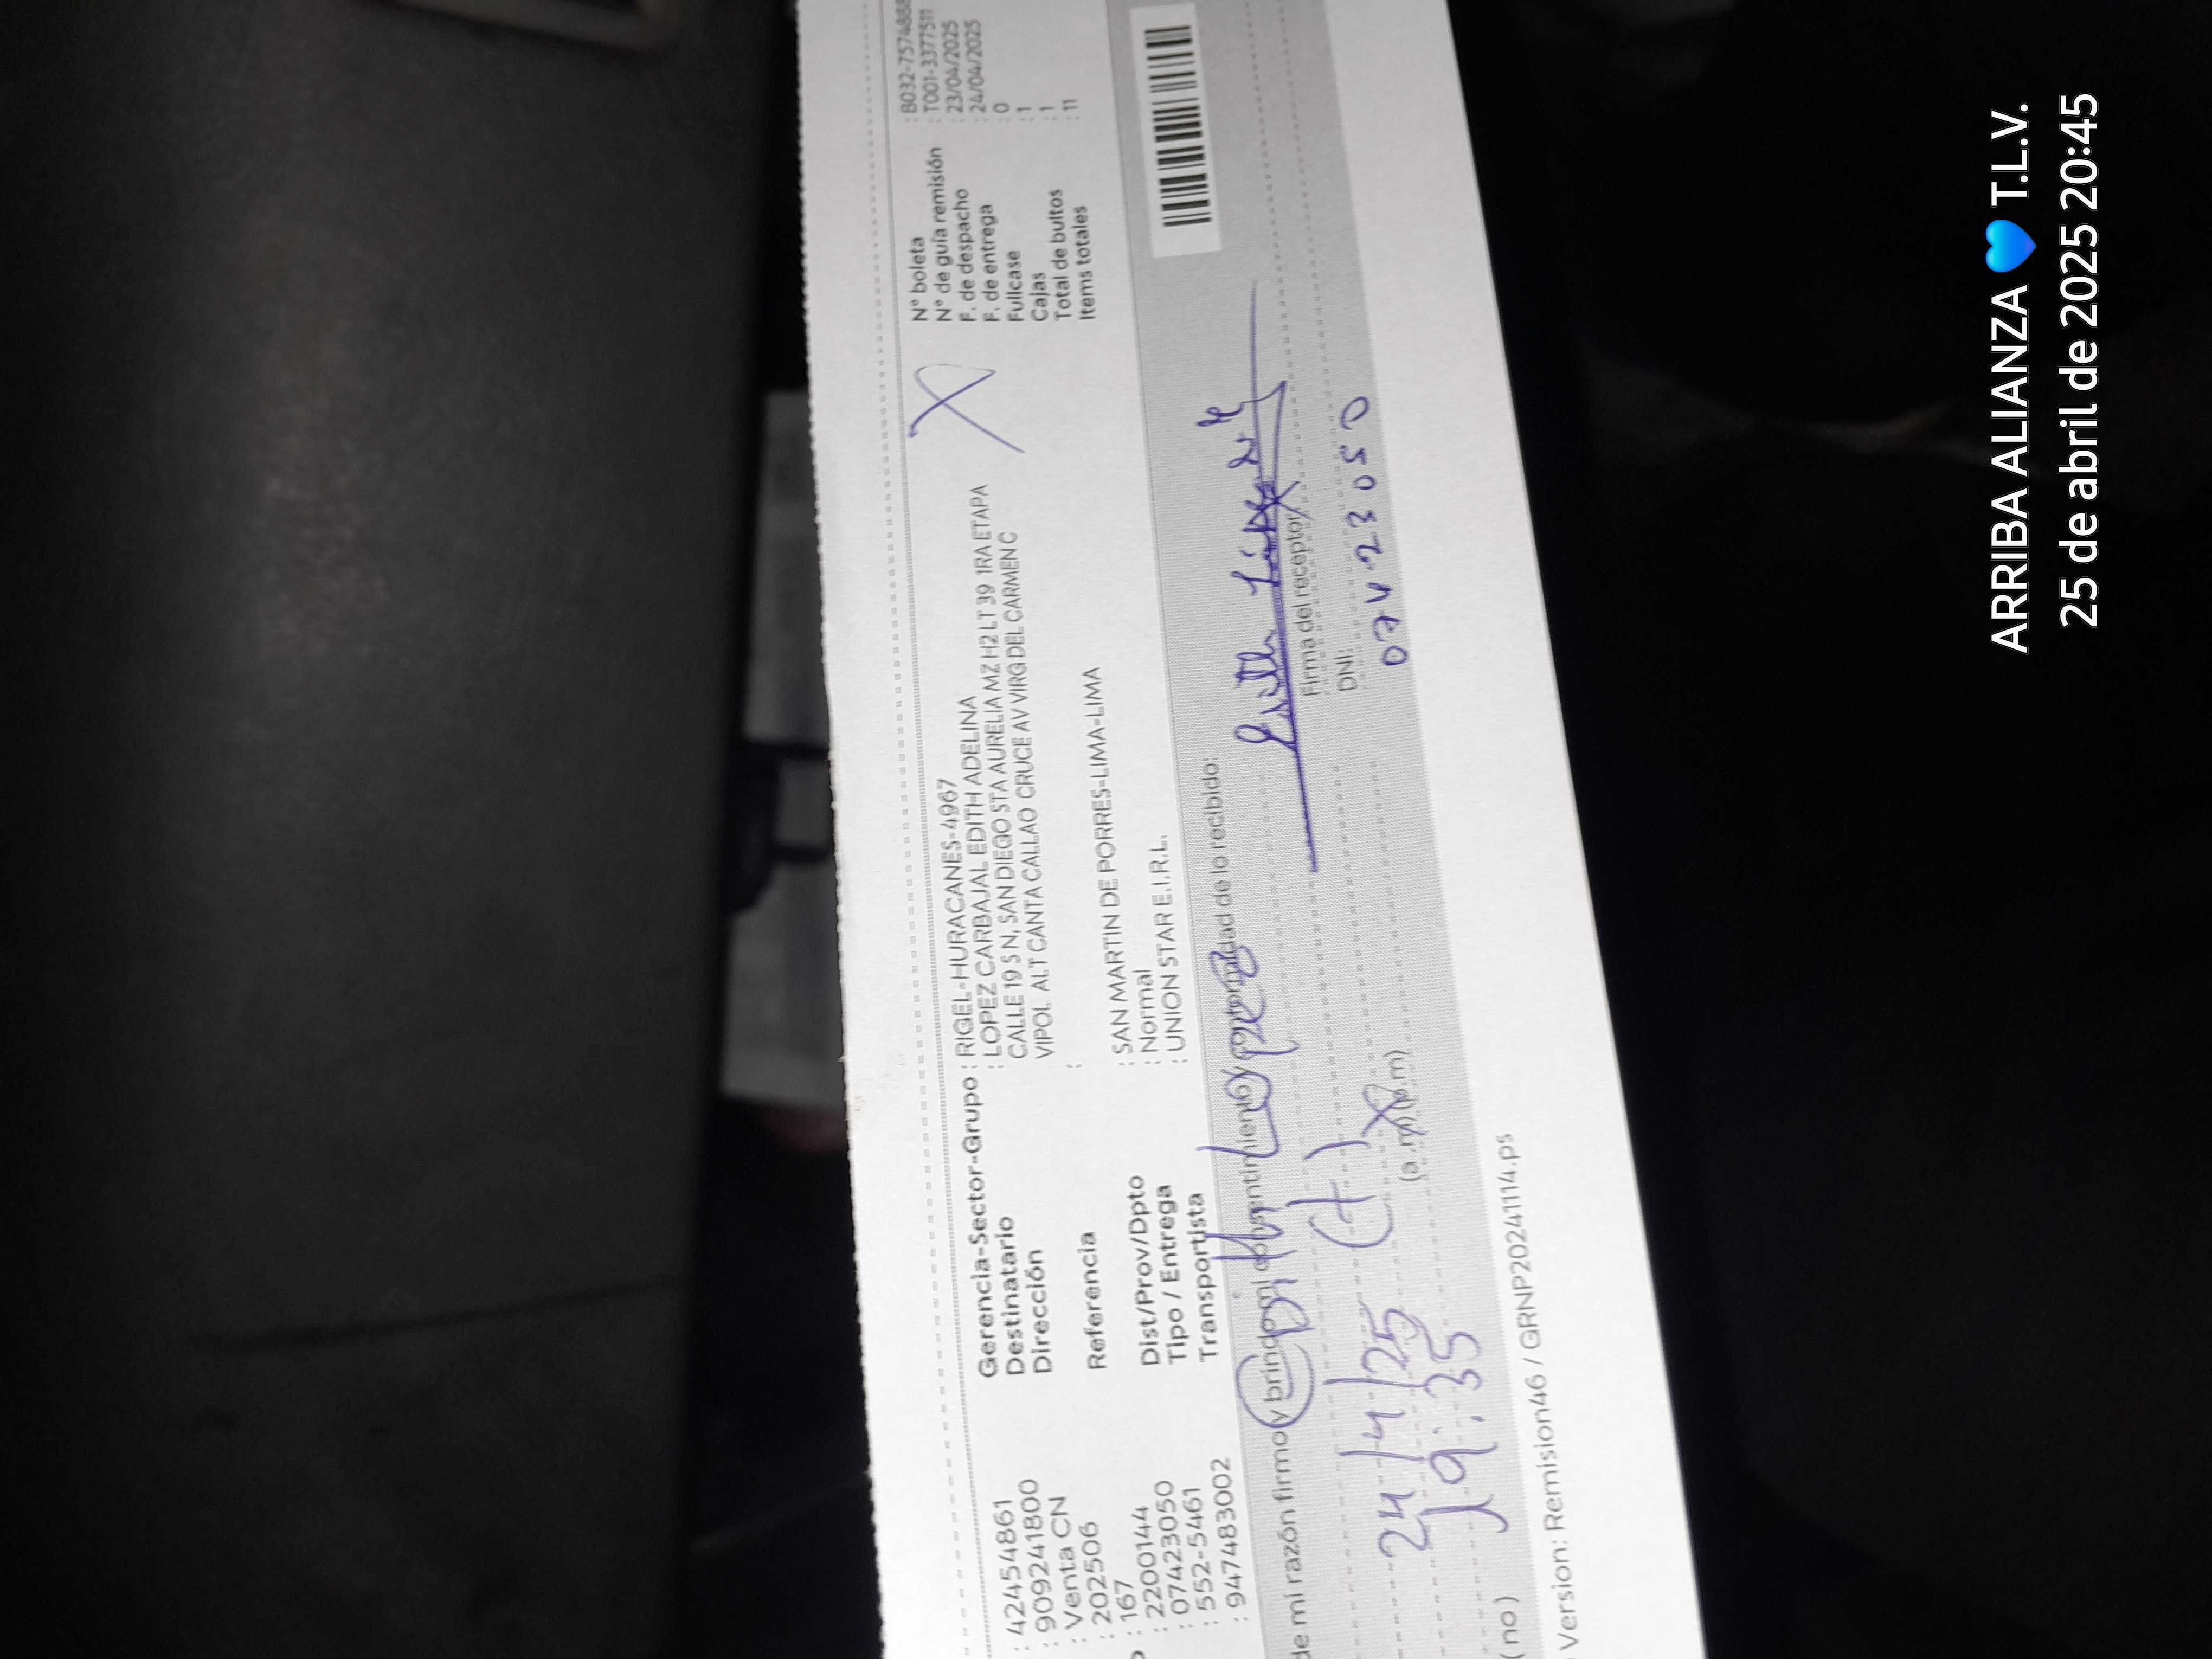 : 42454861
: 909241800
: Venta CN
: 202506
: 167
: 2200144
: 07423050
: 552-5461
: 947483002
Gerencia-Sector-Grupo : RIGEL-HURACANES-4967
Destinatario : LOPEZ CARBAJAL EDITH ADELINA
Dirección CALLE 19 S N, SAN DIEGO STA AURELIA MZ H2 LT 39 1RA ETAPA
VIPOL ALT CANTA CALLAO CRUCE AV VIRG DEL CARMEN C
Referencia :
Dist/Prov/Dpto : SAN MARTIN DE PORRES-LIMA-LIMA
Tipo / Entrega : Normal
Transportista : UNION STAR E.I.R.L.
Nº boleta : B032-7574888
Nº de guía remisión : T001-3377511
F. de despacho : 23/04/2025
F. de entrega : 24/04/2025
Fullcase : 0
Cajas : 1
Total de bultos : 1
Items totales : 11
de mi razón firmo y brindo mi consentimiento y conformidad de lo recibido:
Edith Lopez
(t)
24/4/25
19:35
(a.m) (p.m)
Firma del receptor
DNI:
07423050
(no)
Version: Remision46 / GRNP20241114.ps
ARRIBA ALIANZA 💙 T.L.V.
25 de abril de 2025 20:45